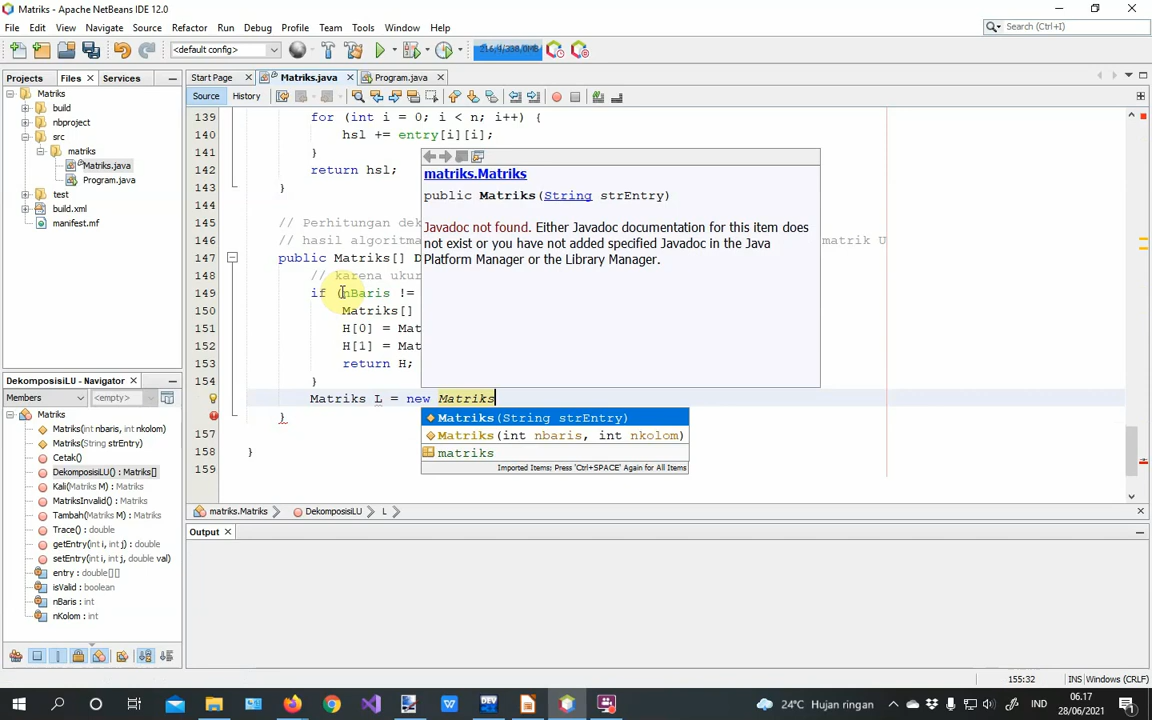 Matriks - Apache NetBeans IDE 12.0
File Edit View Navigate Source Refactor Run Debug Profile Team Tools Window Help
Search (Ctrl+I)
<default config>
216,4/338,0MB
Projects Files Services
Start Page Matriks.java Program.java
Source History
Matriks
build
nbproject
src
matriks
Matriks.java
Program.java
test
build.xml
manifest.mf
139 for (int i = 0; i < n; i++) {
140 hsl += entry[i][i];
141 }
142 return hsl;
143 }
144
145 // Perhitungan dek
146 // hasil algoritma matrik U
147 public Matriks[] D
148 // karena ukur
149 if (nBaris !=
150 Matriks[]
151 H[0] = Mat
152 H[1] = Mat
153 return H;
154 }
Matriks L = new Matriks
}
157
158 }
159
matriks.Matriks
public Matriks(String strEntry)
Javadoc not found. Either Javadoc documentation for this item does
not exist or you have not added specified Javadoc in the Java
Platform Manager or the Library Manager.
Matriks(String strEntry)
Matriks(int nbaris, int nkolom)
matriks
Imported Items; Press 'Ctrl+SPACE' Again for All Items
DekomposisiLU - Navigator
Members <empty>
Matriks
Matriks(int nbaris, int nkolom)
Matriks(String strEntry)
Cetak()
DekomposisiLU() : Matriks[]
Kali(Matriks M) : Matriks
MatriksInvalid() : Matriks
Tambah(Matriks M) : Matriks
Trace() : double
getEntry(int i, int j) : double
setEntry(int i, int j, double val)
entry : double[][]
isValid : boolean
nBaris : int
nKolom : int
matriks.Matriks DekomposisiLU L
Output
155:32 INS Windows (CRLF)
24°C Hujan ringan IND
06.17
28/06/2021
1